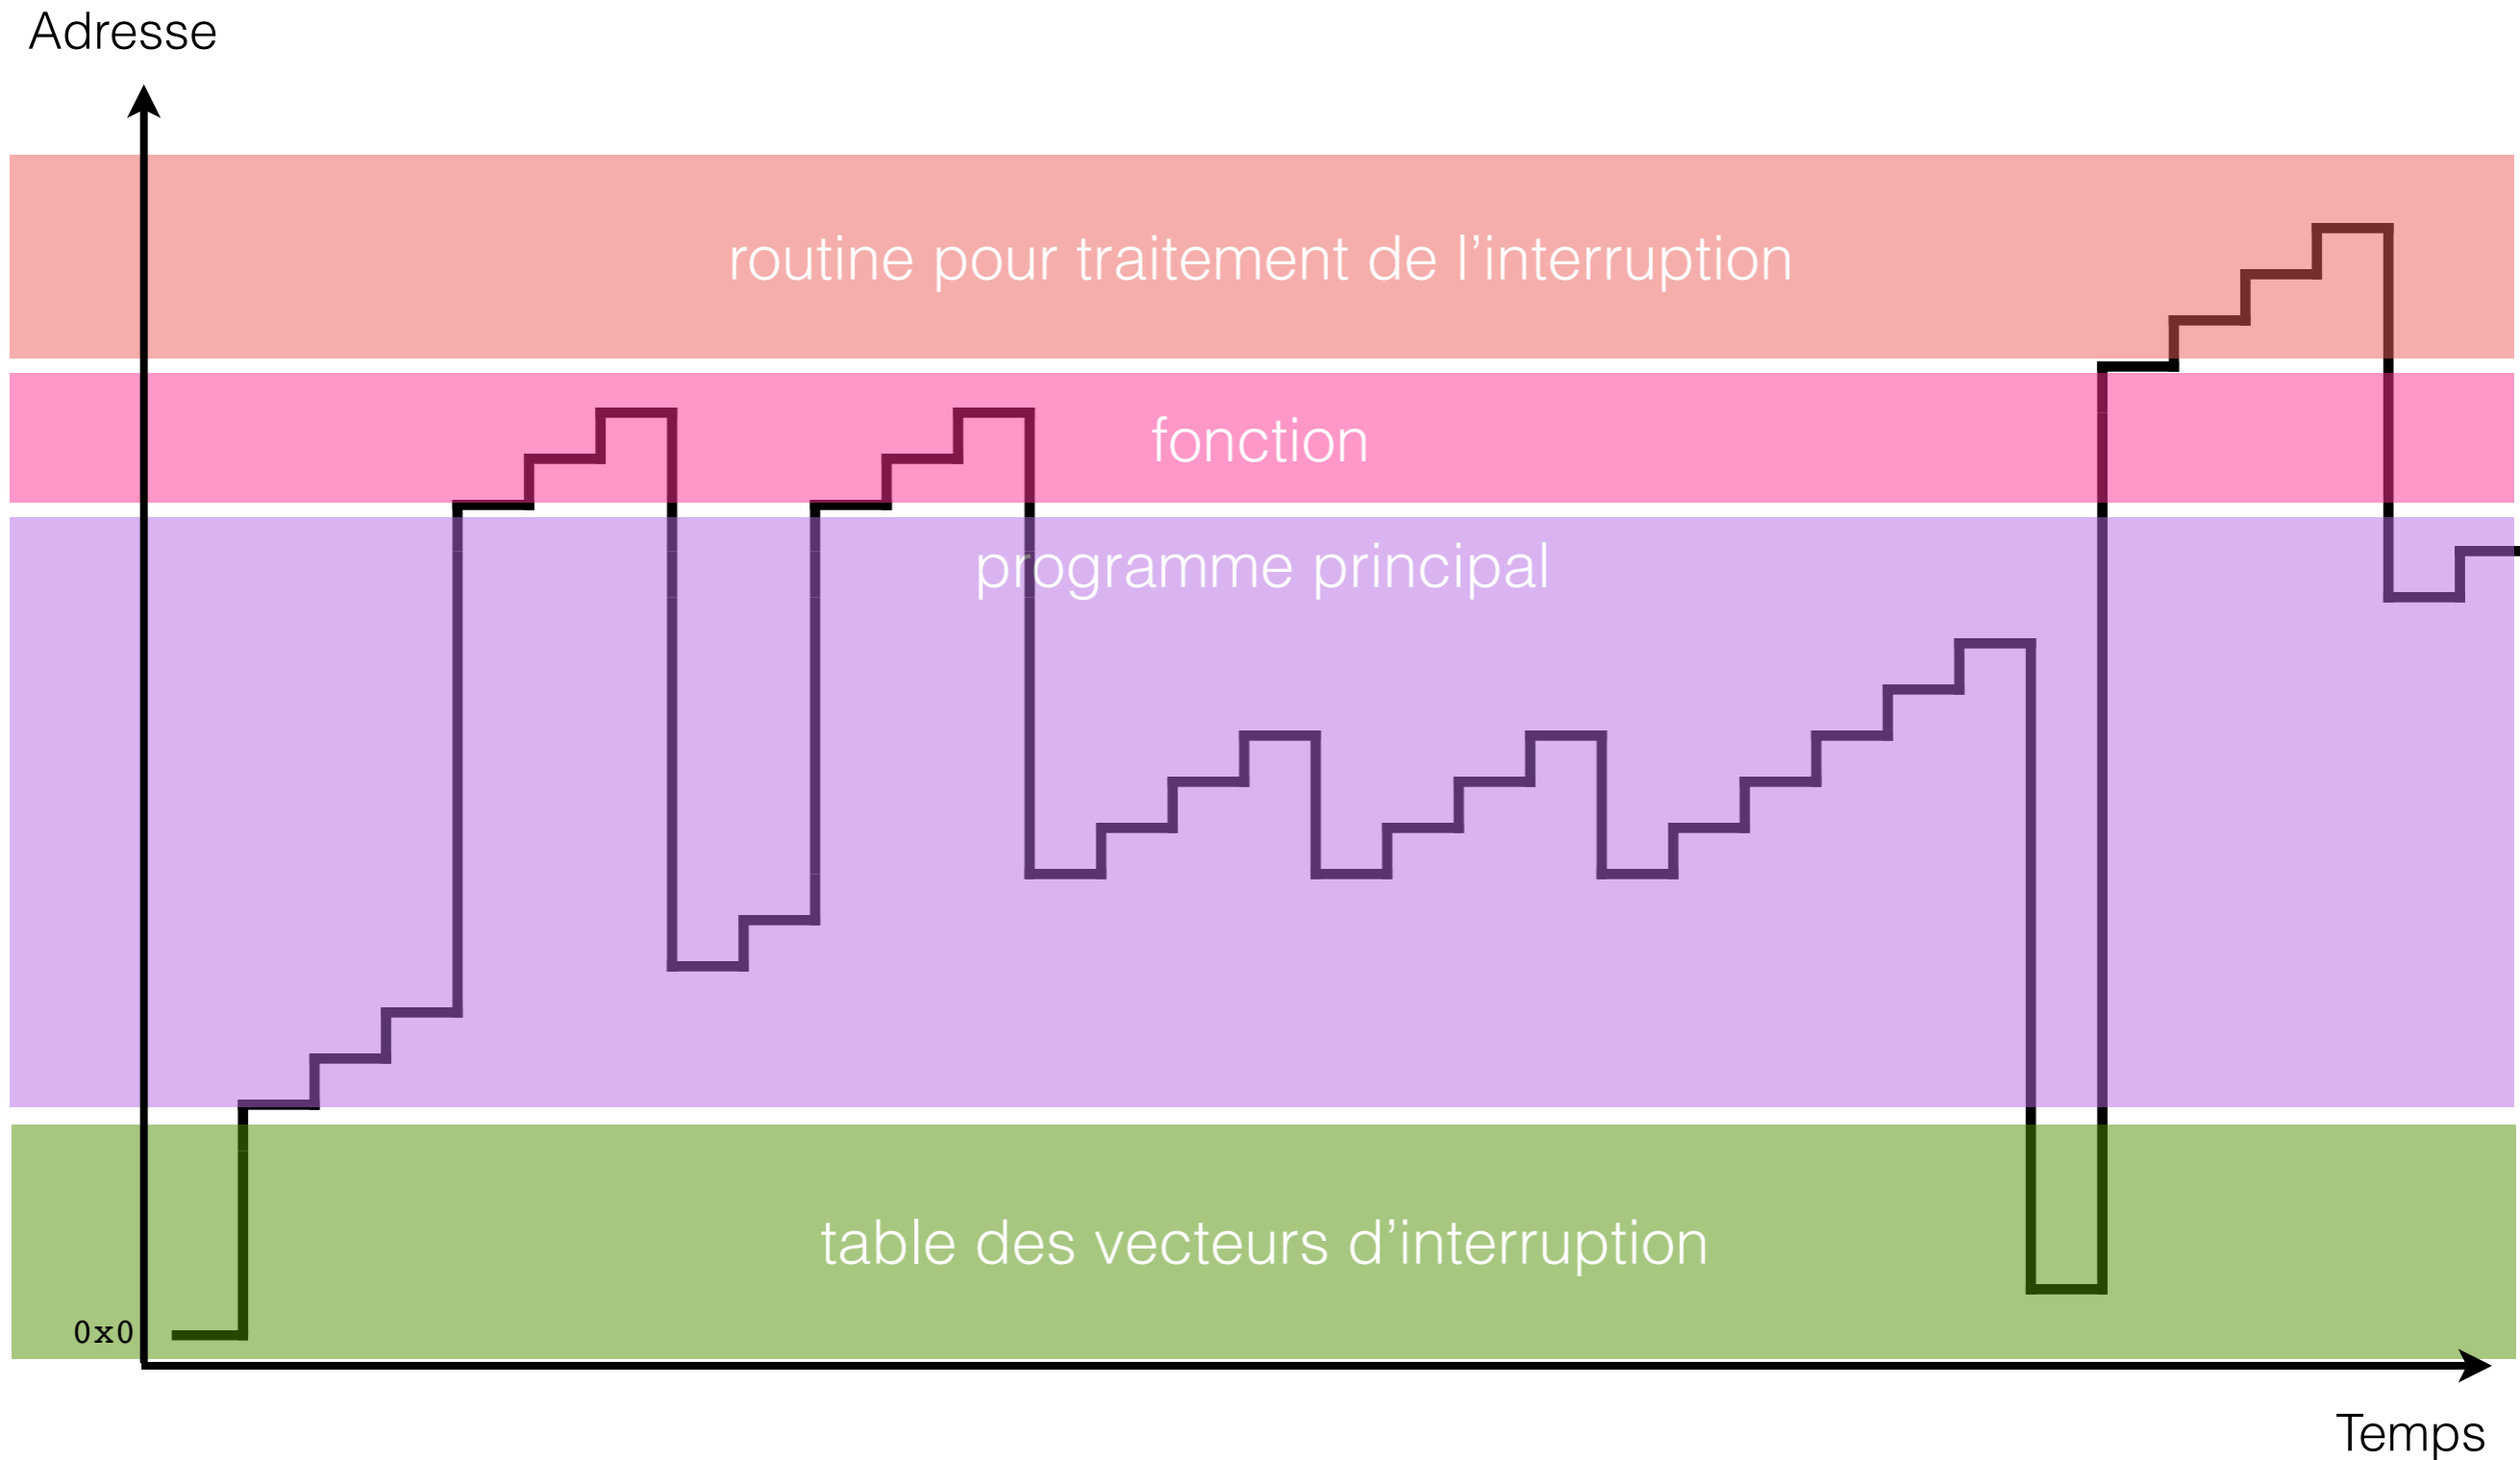 Adresse
routine pour traitement de l’interruption
fonction
programme principal
table des vecteurs d’interruption
0x0
Temps